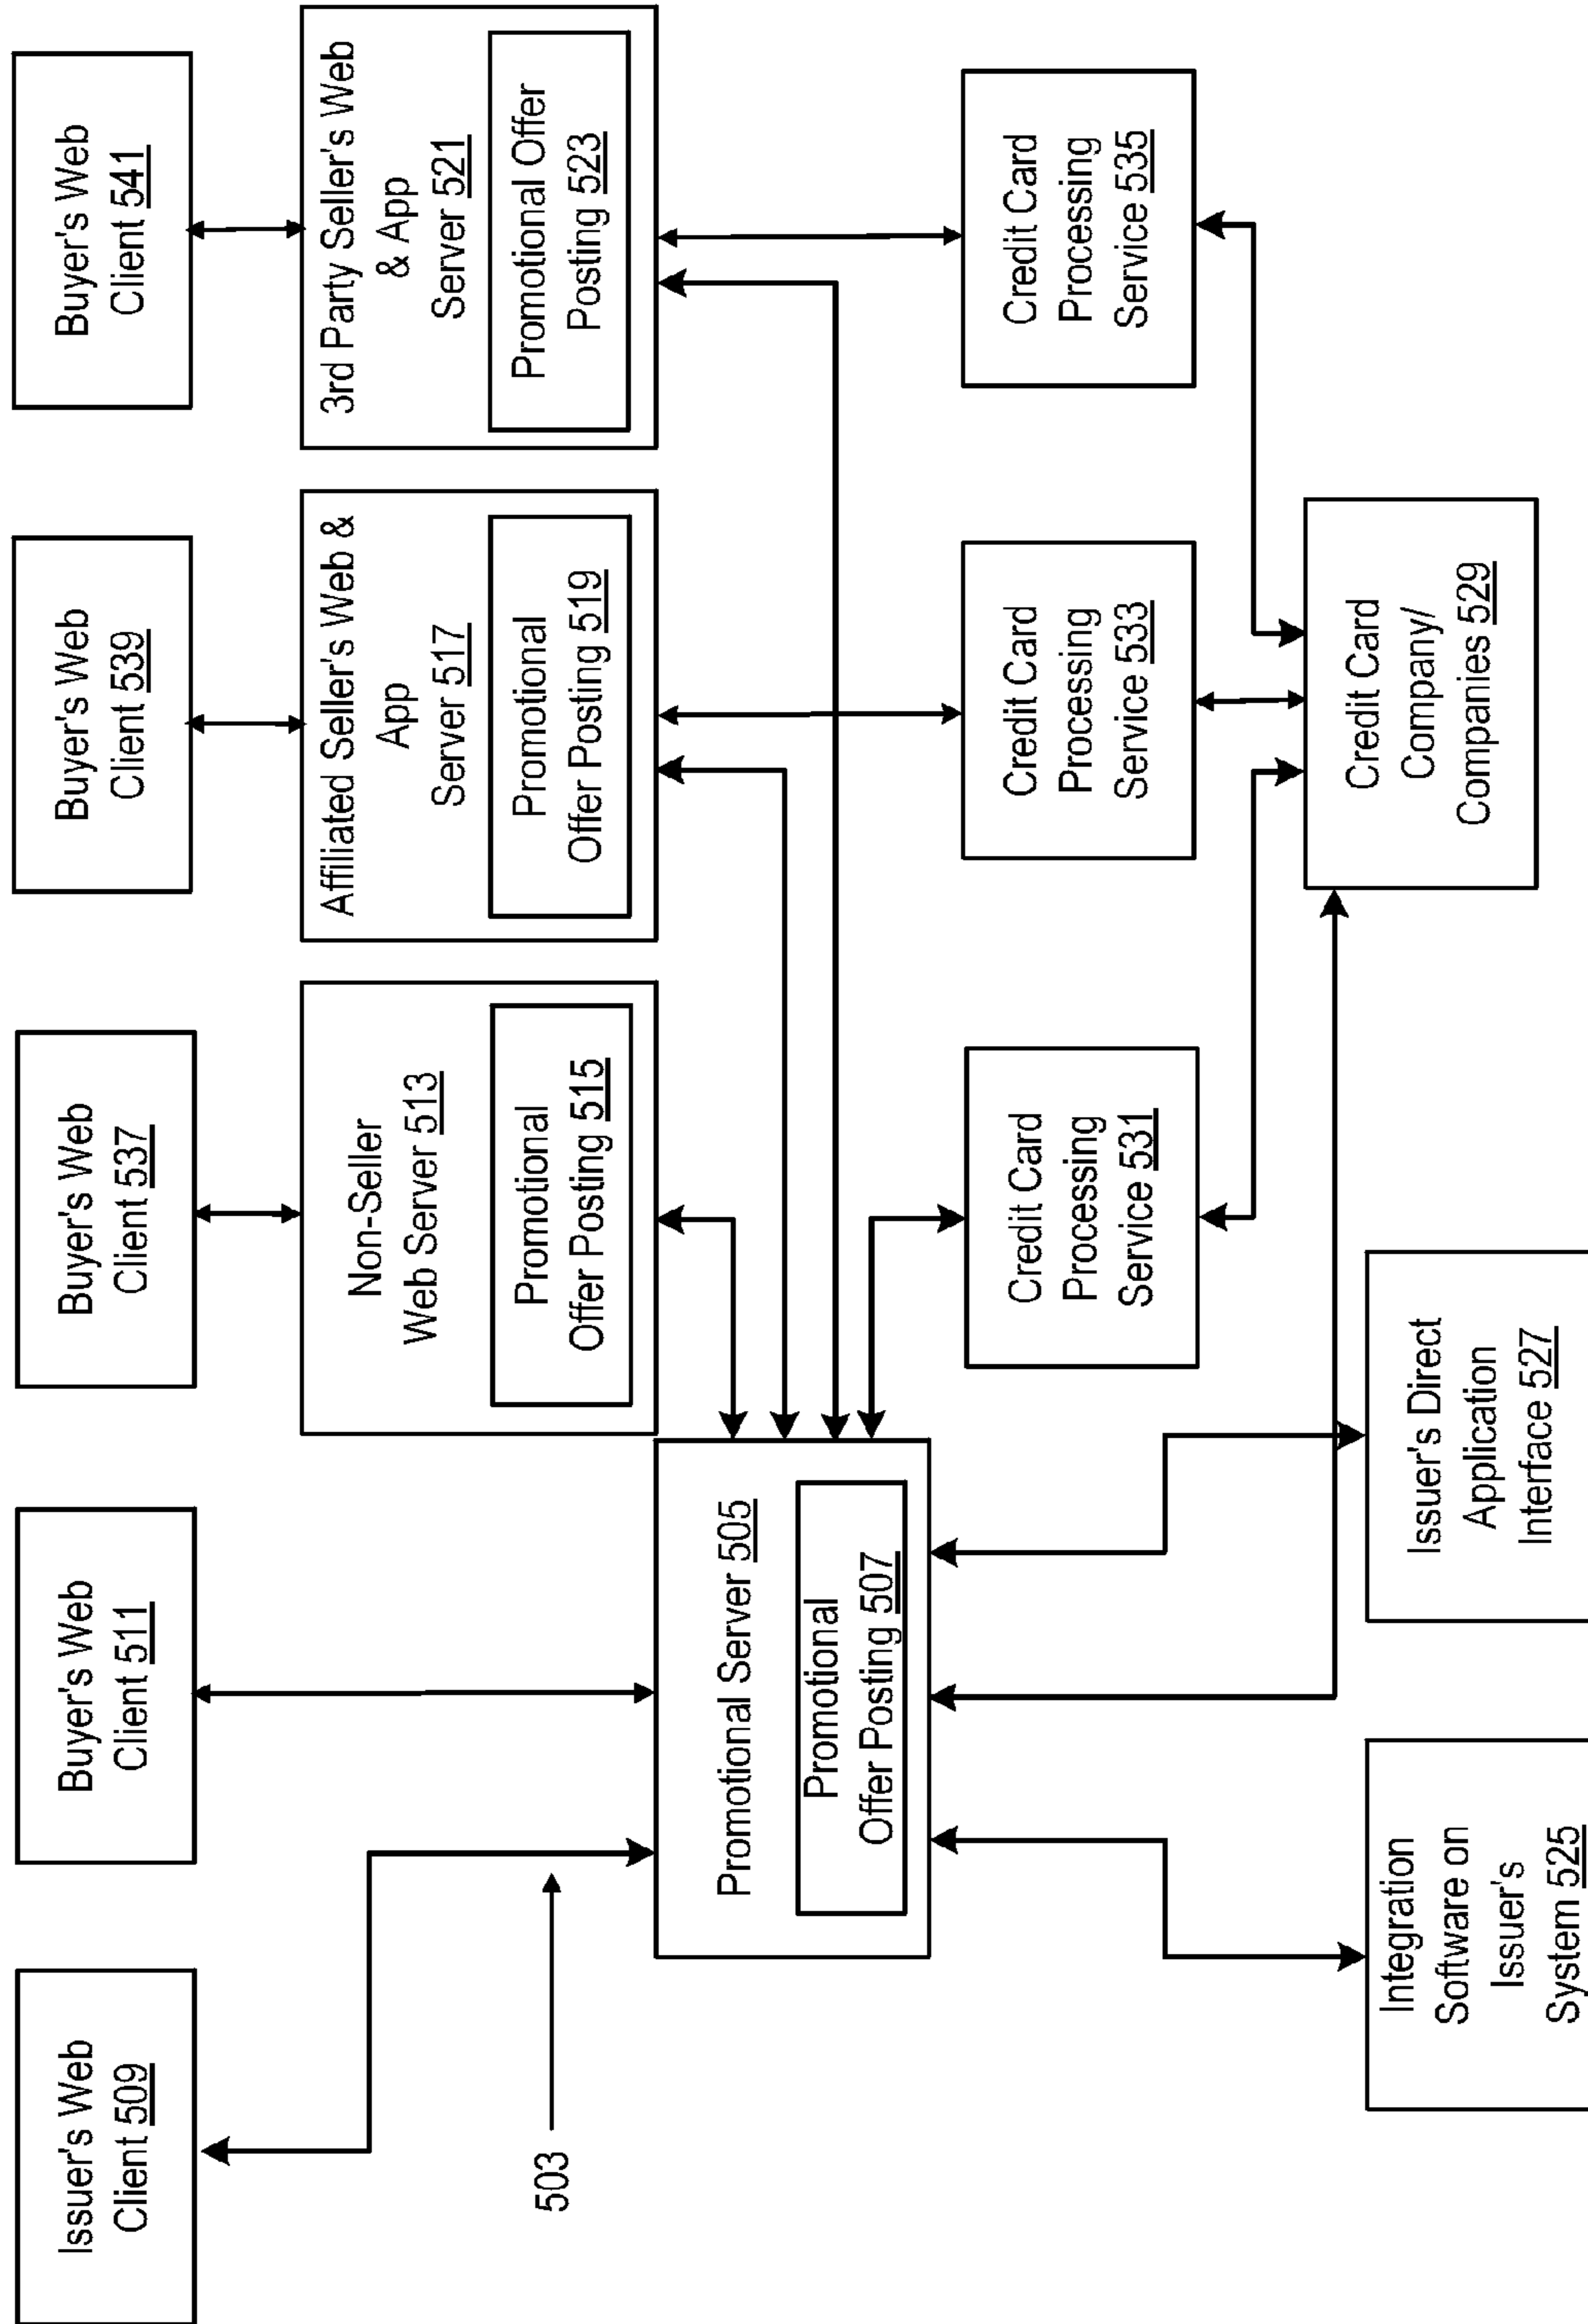 Issuer's Web
Client 509
Buyer's Web
Client 511
Buyer's Web
Client 537
Buyer's Web
Client 539
Buyer's Web
Client 541
Non-Seller
Web Server 513
Promotional
Offer Posting 515
Affiliated Seller's Web &
App
Server 517
Promotional
Offer Posting 519
3rd Party Seller's Web
& App
Server 521
Promotional Offer
Posting 523
503
Promotional Server 505
Promotional
Offer Posting 507
Credit Card
Processing
Service 531
Credit Card
Processing
Service 533
Credit Card
Processing
Service 535
Integration
Software on
Issuer's
System 525
Issuer's Direct
Application
Interface 527
Credit Card
Company/
Companies 529